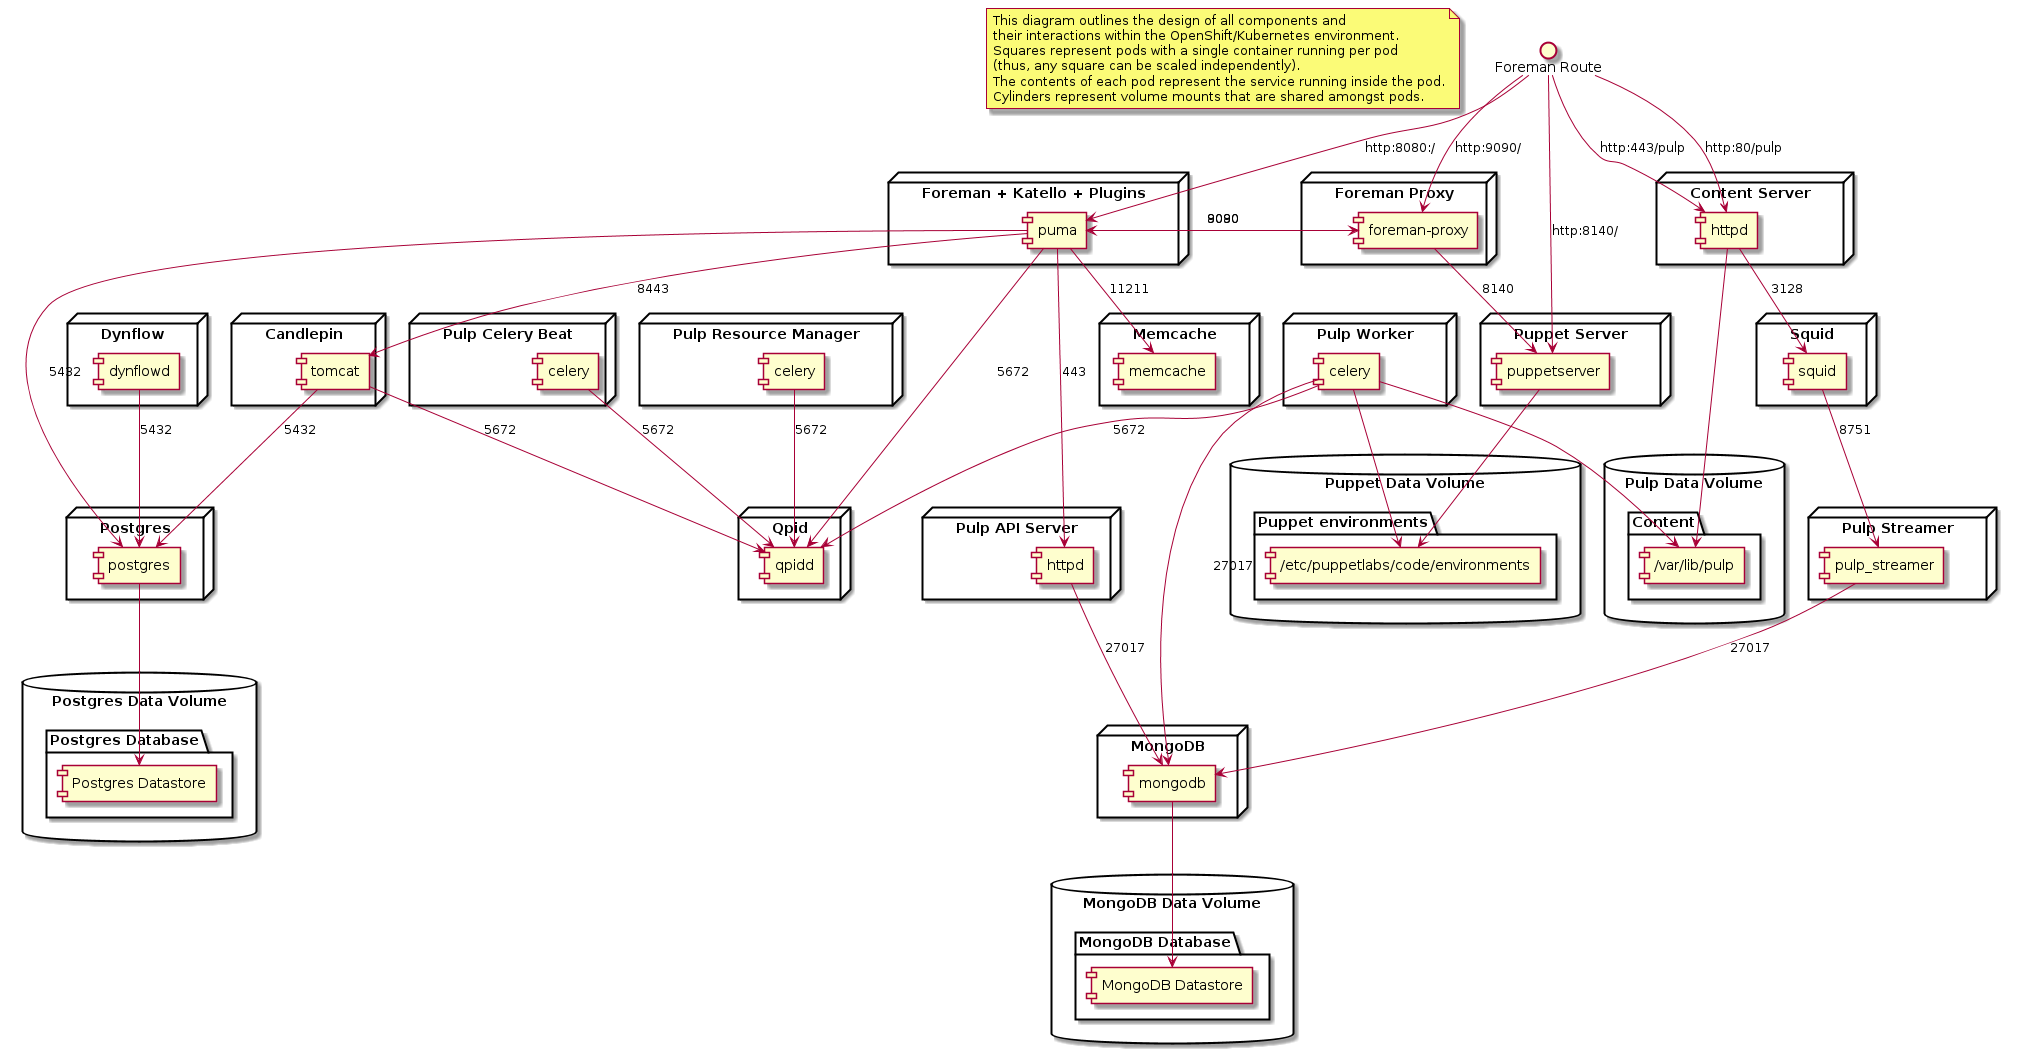 This diagram outlines the design of all components and
their interactions within the OpenShift/Kubernetes environment.
Squares represent pods with a single container running per pod
(thus, any square can be scaled independently).
The contents of each pod represent the service running inside the pod.
Cylinders represent volume mounts that are shared amongst pods.
Foreman Route
http:8080:/
http:9090/
http:443/pulp
http:80/pulp
Foreman + Katello + Plugins
puma
Foreman Proxy
foreman-proxy
Content Server
httpd
http:8140/
8443
11211
8140
3128
Dynflow
dynflowd
Candlepin
tomcat
Pulp Celery Beat
celery
Pulp Resource Manager
celery
Memcache
memcache
Pulp Worker
celery
Puppet Server
puppetserver
Squid
squid
5432
5672
443
5432
5432
5672
5672
5672
5672
8751
Postgres
postgres
Qpid
qpidd
Pulp API Server
httpd
27017
Puppet Data Volume
Puppet environments
/etc/puppetlabs/code/environments
Pulp Data Volume
Content
/var/lib/pulp
Pulp Streamer
pulp_streamer
27017
27017
Postgres Data Volume
Postgres Database
Postgres Datastore
MongoDB
mongodb
MongoDB Data Volume
MongoDB Database
MongoDB Datastore